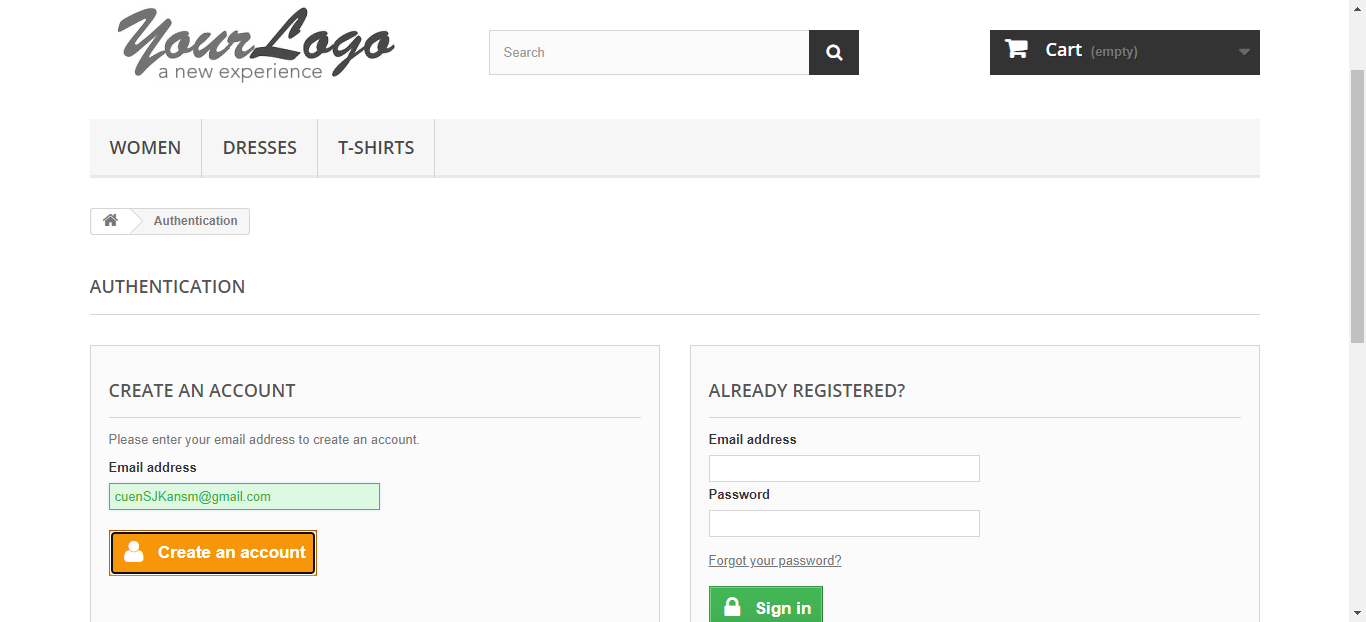 YourLogo
a new experience
Search
Cart (empty)
WOMEN DRESSES T-SHIRTS
Authentication
AUTHENTICATION
CREATE AN ACCOUNT
Please enter your email address to create an account.
Email address
cuenSJKansm@gmail.com
Create an account
ALREADY REGISTERED?
Email address
Password
Forgot your password?
Sign in